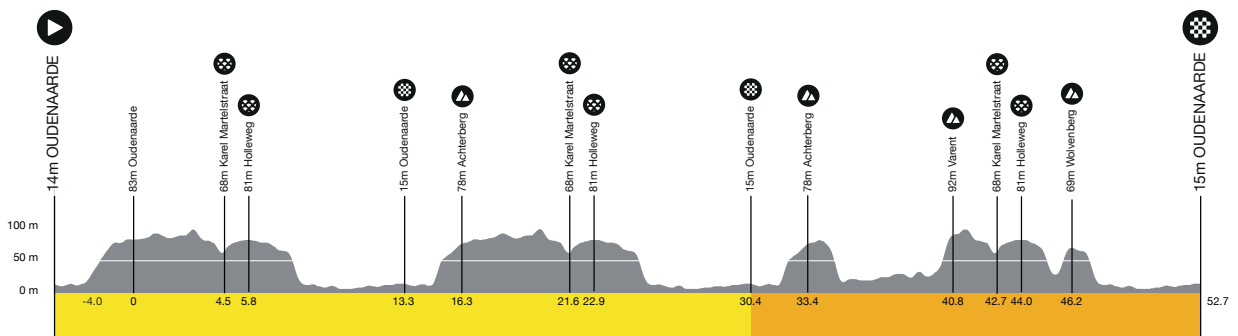 14m OUDENAARDE
83m Oudenaarde
68m Karel Martelstraat
81m Holleweg
15m Oudenaarde
78m Achterberg
68m Karel Martelstraat
81m Holleweg
15m Oudenaarde
78m Achterberg
92m Varent
68m Karel Martelstraat
81m Holleweg
69m Wolvenberg
15m OUDENAARDE
100 m
50 m
0 m
-4.0 0 4.5 5.8 13.3 16.3 21.6 22.9 30.4 33.4 40.8 42.7 44.0 46.2 52.7